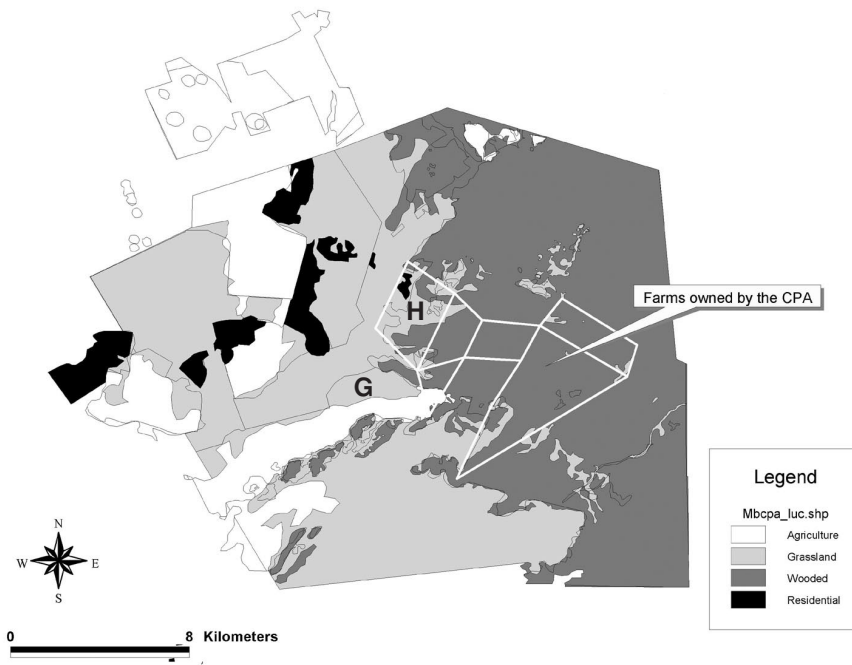 H
Farms owned by the CPA
G
Legend
Mbcpa_luc.shp
Agriculture
Grassland
Wooded
Residential
N
W E
S
0 8 Kilometers